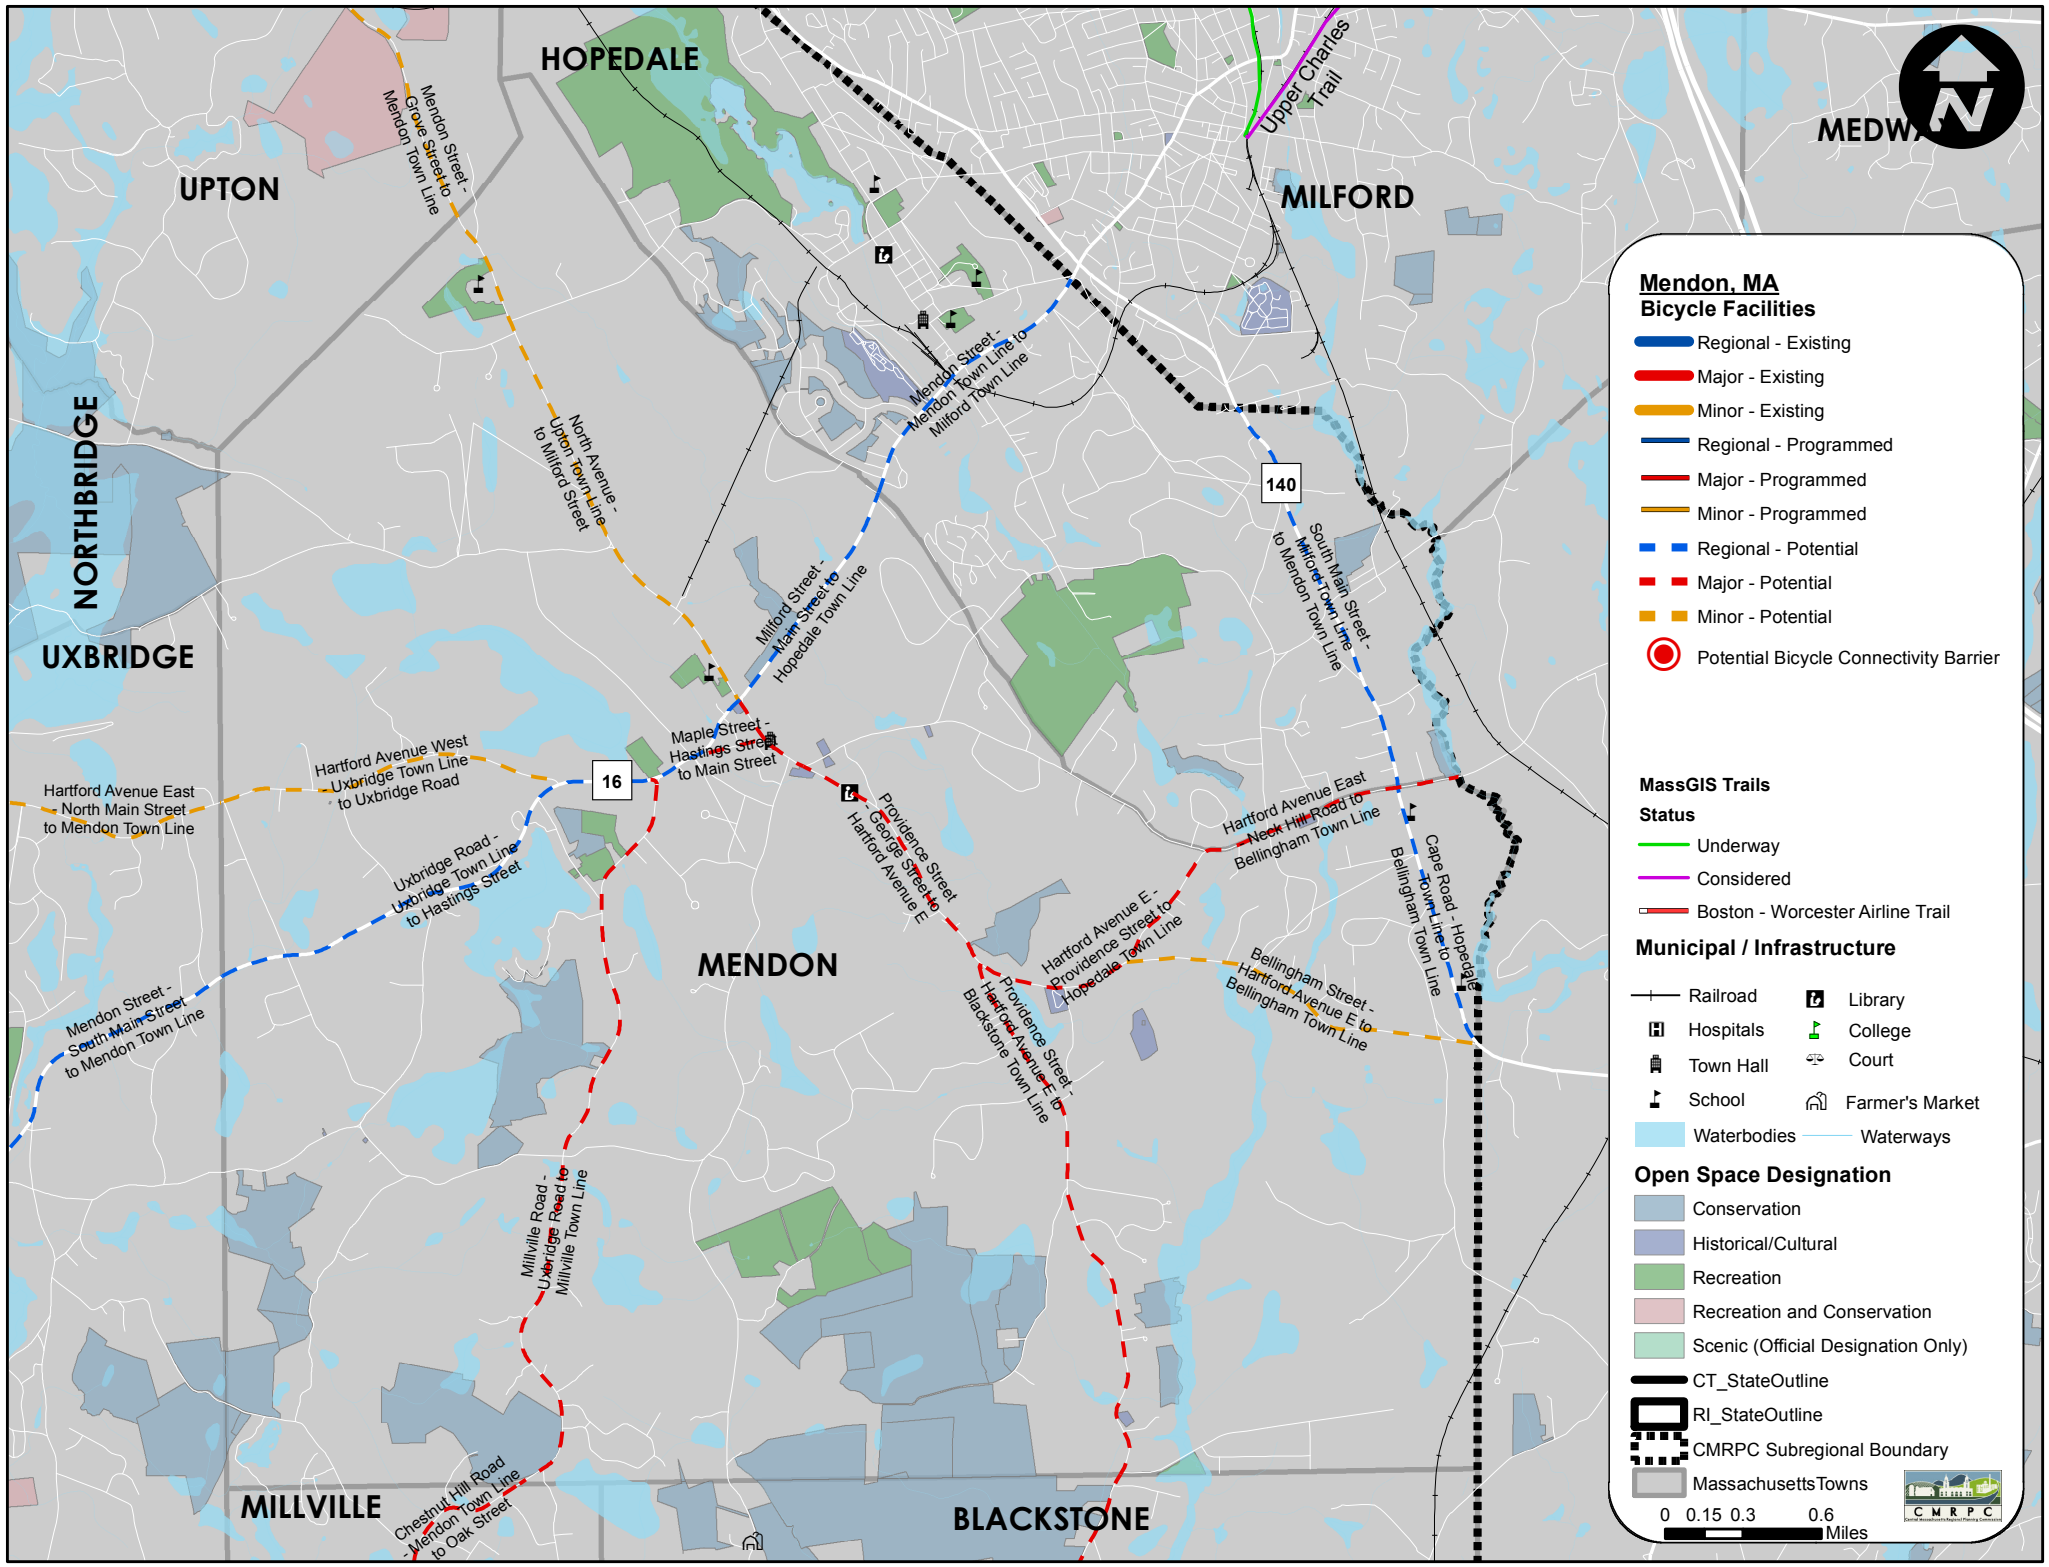 HOPEDALE
UPTON
MILFORD
MEDWA
N
NORTHBRIDGE
UXBRIDGE
MENDON
MILLVILLE
BLACKSTONE
Upper Charles
Trail
Mendon Street -
Grove Street to
Mendon Town Line
Mendon Street -
Mendon Town Line to
Milford Town Line
North Avenue -
Upton Town Line
to Milford Street
140
South Main Street -
Milford Town Line
to Mendon Town Line
Milford Street -
Main Street to
Hopedale Town Line
Maple Street -
Hastings Street
to Main Street
16
Hartford Avenue West
- Uxbridge Town Line
to Uxbridge Road
Hartford Avenue East
- North Main Street
to Mendon Town Line
Uxbridge Road -
Uxbridge Town Line
to Hastings Street
Mendon Street -
South Main Street
to Mendon Town Line
Providence Street
- George Street to
Hartford Avenue E
Hartford Avenue East
- Neck Hill Road to
Bellingham Town Line
Cape Road - Hopedale
Town Line to
Bellingham Town Line
Hartford Avenue E -
Providence Street to
Hopedale Town Line
Bellingham Street -
Hartford Avenue E to
Bellingham Town Line
Providence Street -
Hartford Avenue E to
Blackstone Town Line
Millville Road -
Uxbridge Road to
Millville Town Line
Chestnut Hill Road
- Mendon Town Line
to Oak Street
Mendon, MA
Bicycle Facilities
Regional - Existing
Major - Existing
Minor - Existing
Regional - Programmed
Major - Programmed
Minor - Programmed
Regional - Potential
Major - Potential
Minor - Potential
Potential Bicycle Connectivity Barrier
MassGIS Trails
Status
Underway
Considered
Boston - Worcester Airline Trail
Municipal / Infrastructure
Railroad
Library
Hospitals
College
Town Hall
Court
School
Farmer's Market
Waterbodies
Waterways
Open Space Designation
Conservation
Historical/Cultural
Recreation
Recreation and Conservation
Scenic (Official Designation Only)
CT_StateOutline
RI_StateOutline
CMRPC Subregional Boundary
MassachusettsTowns
0 0.15 0.3 0.6
Miles
CMRPC
Central Massachusetts Regional Planning Commission